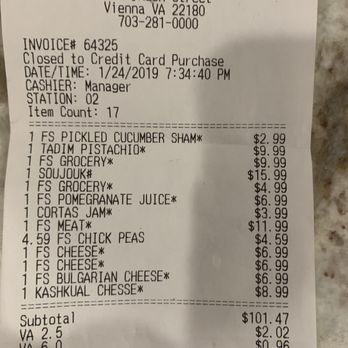 Street
Vienna VA 22180
703-281-0000
INVOICE# 64325
Closed to Credit Card Purchase
DATE/TIME: 1/24/2019 7:34:40 PM
CASHIER: Manager
STATION: 02
Item Count: 17
1 FS PICKLED CUCUMBER SHAM* $2.99
1 TADIM PISTACHIO* $9.99
1 FS GROCERY* $9.99
1 SOUJOUK# $15.99
1 FS GROCERY* $4.99
1 FS POMEGRANATE JUICE* $6.99
1 CORTAS JAM* $3.99
1 FS MEAT* $11.99
4.59 FS CHICK PEAS $4.59
1 FS CHEESE* $6.99
1 FS CHEESE* $6.99
1 FS BULGARIAN CHEESE* $6.99
1 KASHKUAL CHESSE* $8.99
Subtotal $101.47
VA 2.5 $2.02
VA 6.0 $0.96